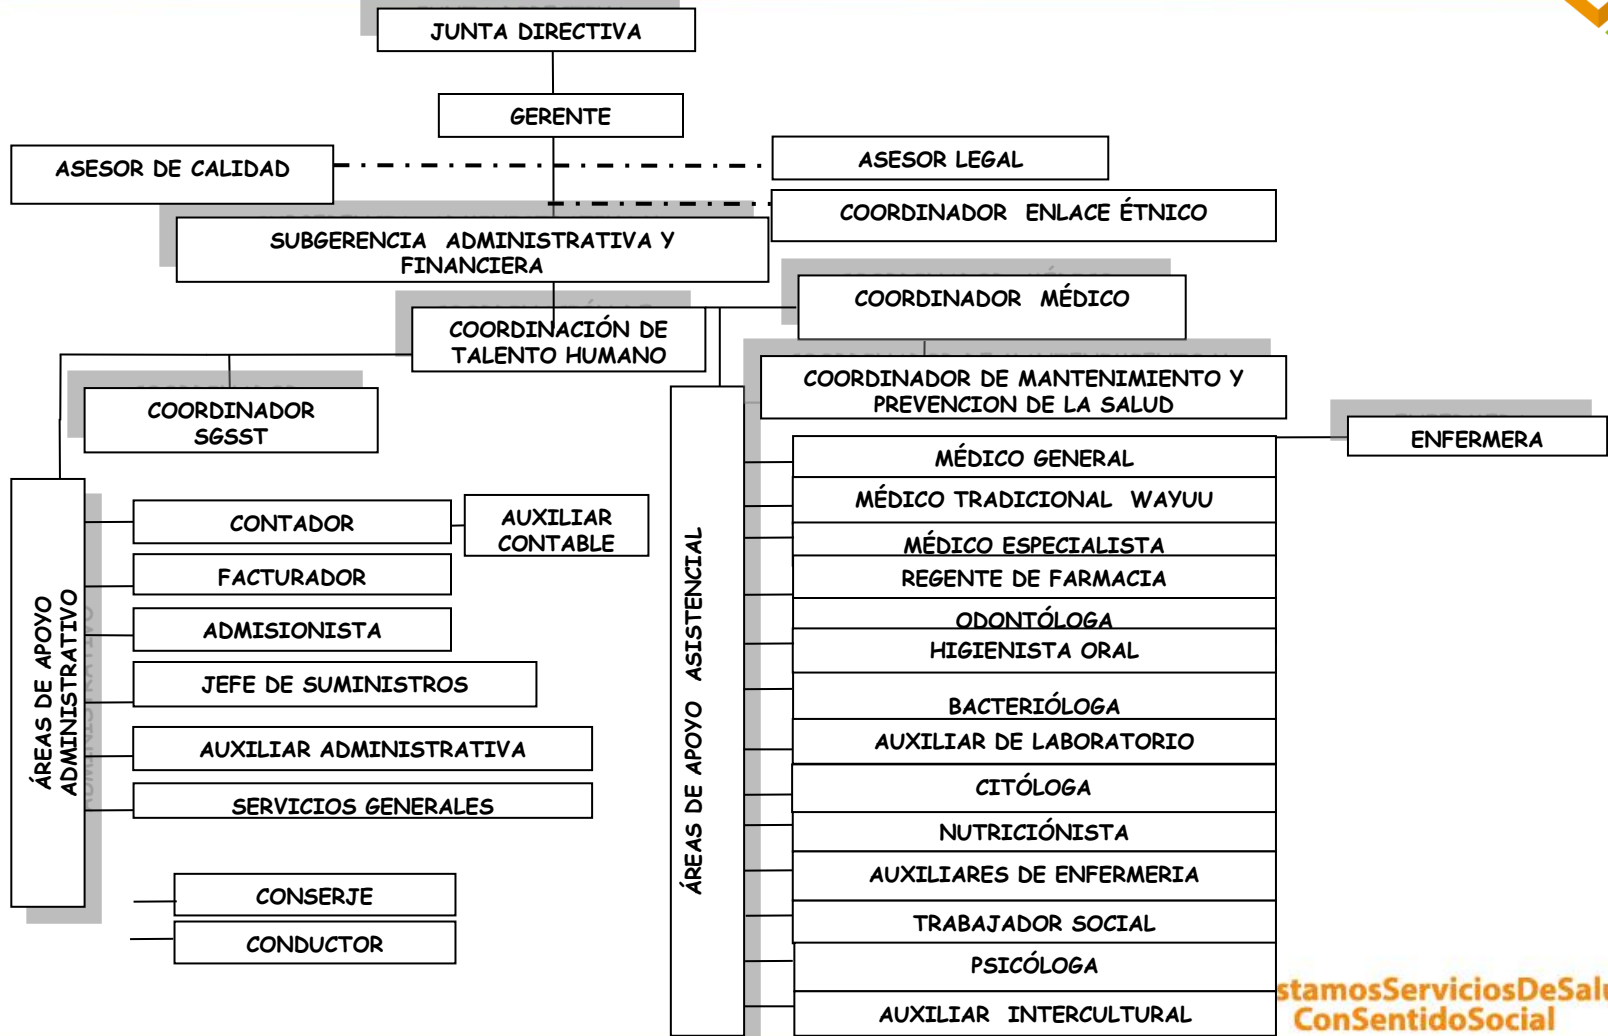 JUNTA DIRECTIVA
GERENTE
ASESOR DE CALIDAD
ASESOR LEGAL
COORDINADOR ENLACE ÉTNICO
SUBGERENCIA ADMINISTRATIVA Y
FINANCIERA
COORDINADOR MÉDICO
COORDINACIÓN DE
TALENTO HUMANO
COORDINADOR DE MANTENIMIENTO Y
PREVENCION DE LA SALUD
COORDINADOR
SGSST
ENFERMERA
ÁREAS DE APOYO
ADMINISTRATIVO
CONTADOR
AUXILIAR
CONTABLE
FACTURADOR
ADMISIONISTA
JEFE DE SUMINISTROS
AUXILIAR ADMINISTRATIVA
SERVICIOS GENERALES
CONSERJE
CONDUCTOR
ÁREAS DE APOYO ASISTENCIAL
MÉDICO GENERAL
MÉDICO TRADICIONAL WAYUU
MÉDICO ESPECIALISTA
REGENTE DE FARMACIA
ODONTÓLOGA
HIGIENISTA ORAL
BACTERIÓLOGA
AUXILIAR DE LABORATORIO
CITÓLOGA
NUTRICIÓNISTA
AUXILIARES DE ENFERMERIA
TRABAJADOR SOCIAL
PSICÓLOGA
AUXILIAR INTERCULTURAL
stamosServiciosDeSalu
ConSentidoSocial